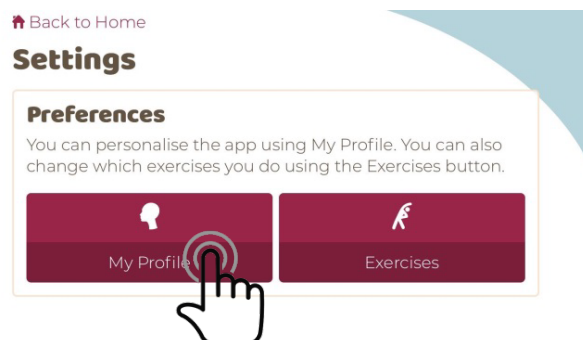 Back to Home
Settings
Preferences
You can personalise the app using My Profile. You can also
change which exercises you do using the Exercises button.
My Profile
Exercises